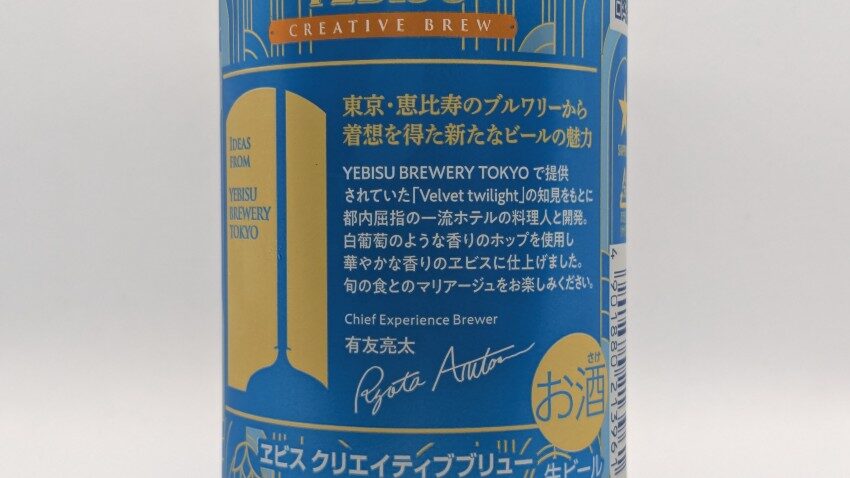 CREATIVE BREW
東京・恵比寿のブルワリーから
着想を得た新たなビールの魅力
IDEAS
FROM
YEBISU
BREWERY
TOKYO
YEBISU BREWERY TOKYO で提供
されていた「Velvet twilight」の知見をもとに
都内屈指の一流ホテルの料理人と開発。
白葡萄のような香りのホップを使用し
華やかな香りのヱビスに仕上げました。
旬の食とのマリアージュをお楽しみください。
Chief Experience Brewer
有友亮太
Ryota Autom
さけ
お酒
ヱビス クリエイティブブリュー
生ビール
4 901880 21396